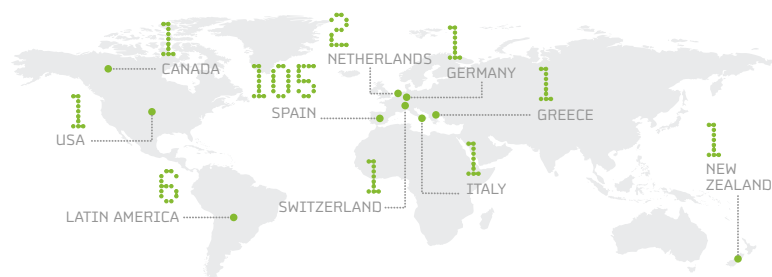 1
CANADA
2
NETHERLANDS
1
GERMANY
105
SPAIN
1
GREECE
1
USA
1
NEW
ZEALAND
1
ITALY
1
SWITZERLAND
6
LATIN AMERICA